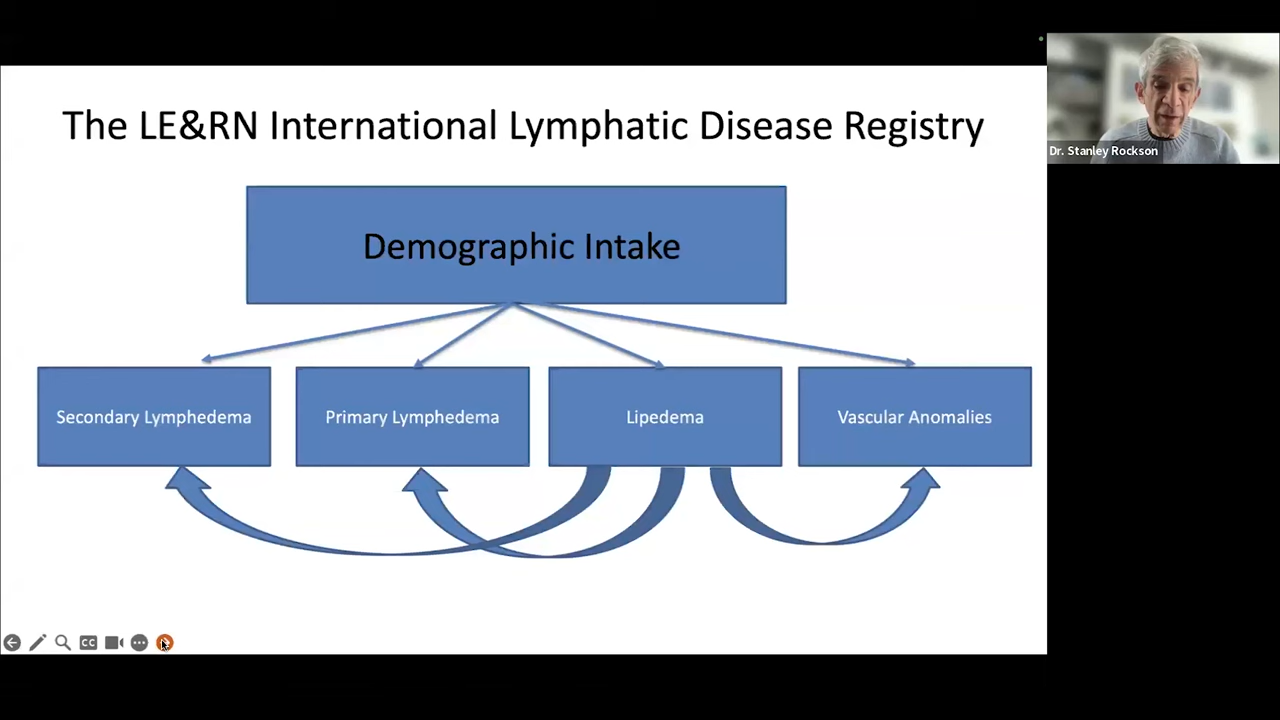 The LE&RN International Lymphatic Disease Registry
Dr. Stanley Rockson
Demographic Intake
Secondary Lymphedema
Primary Lymphedema
Lipedema
Vascular Anomalies
CC